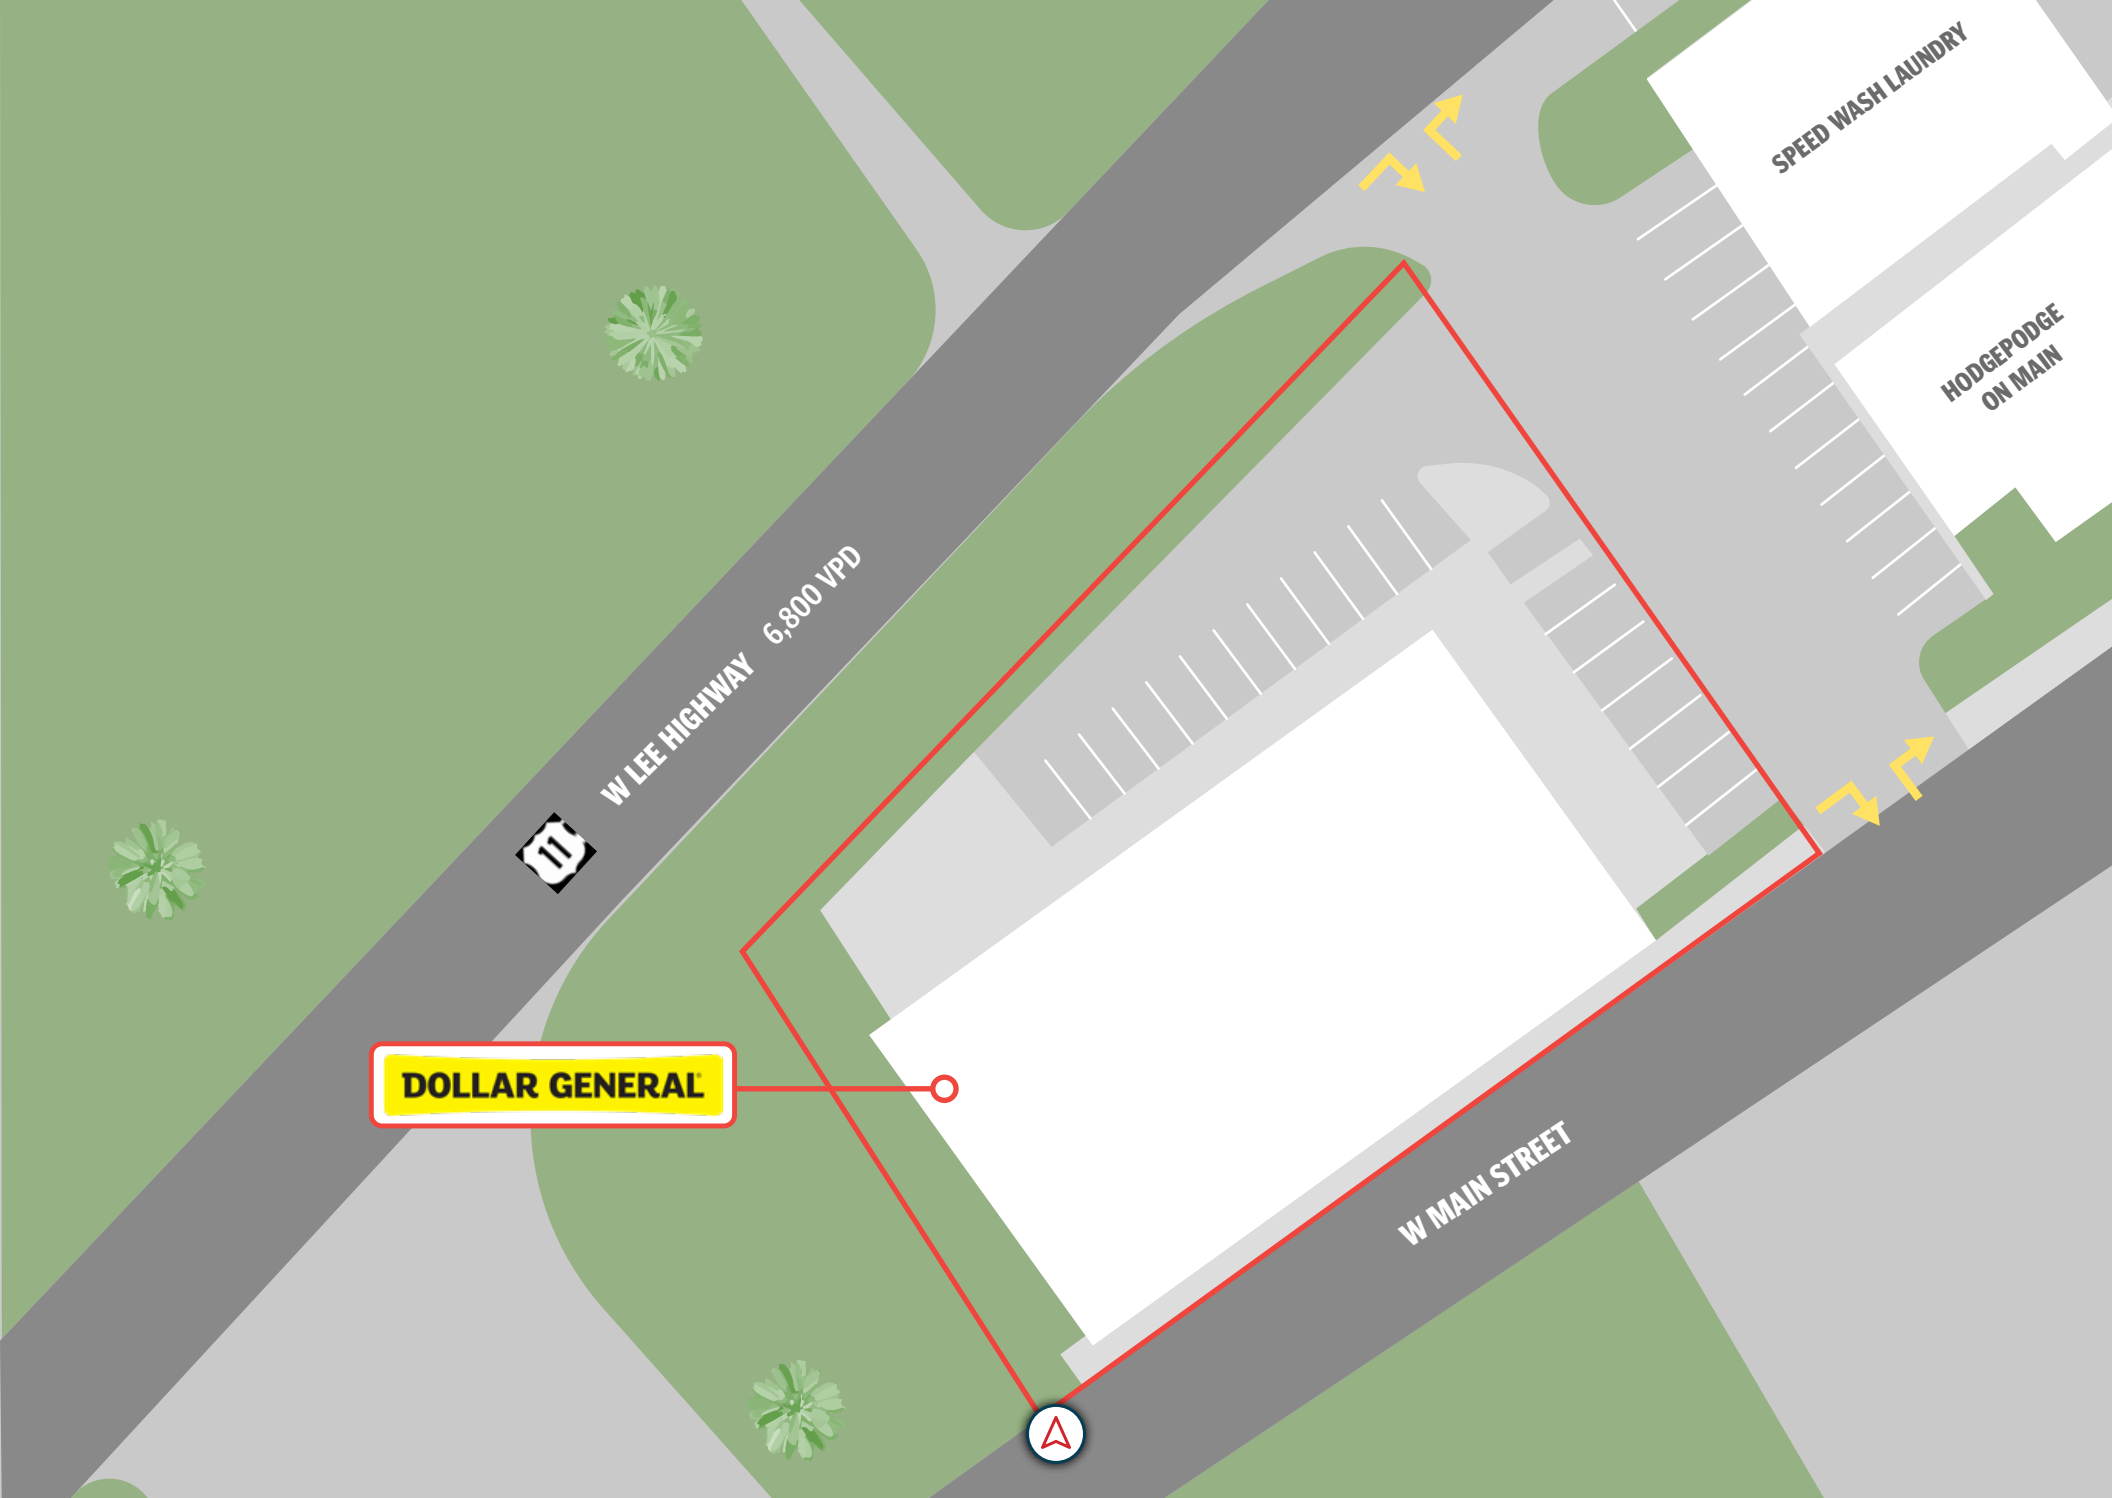 SPEED WASH LAUNDRY
HODGEPODGE
ON MAIN
W LEE HIGHWAY 6,800 VPD
11
DOLLAR GENERAL
W MAIN STREET